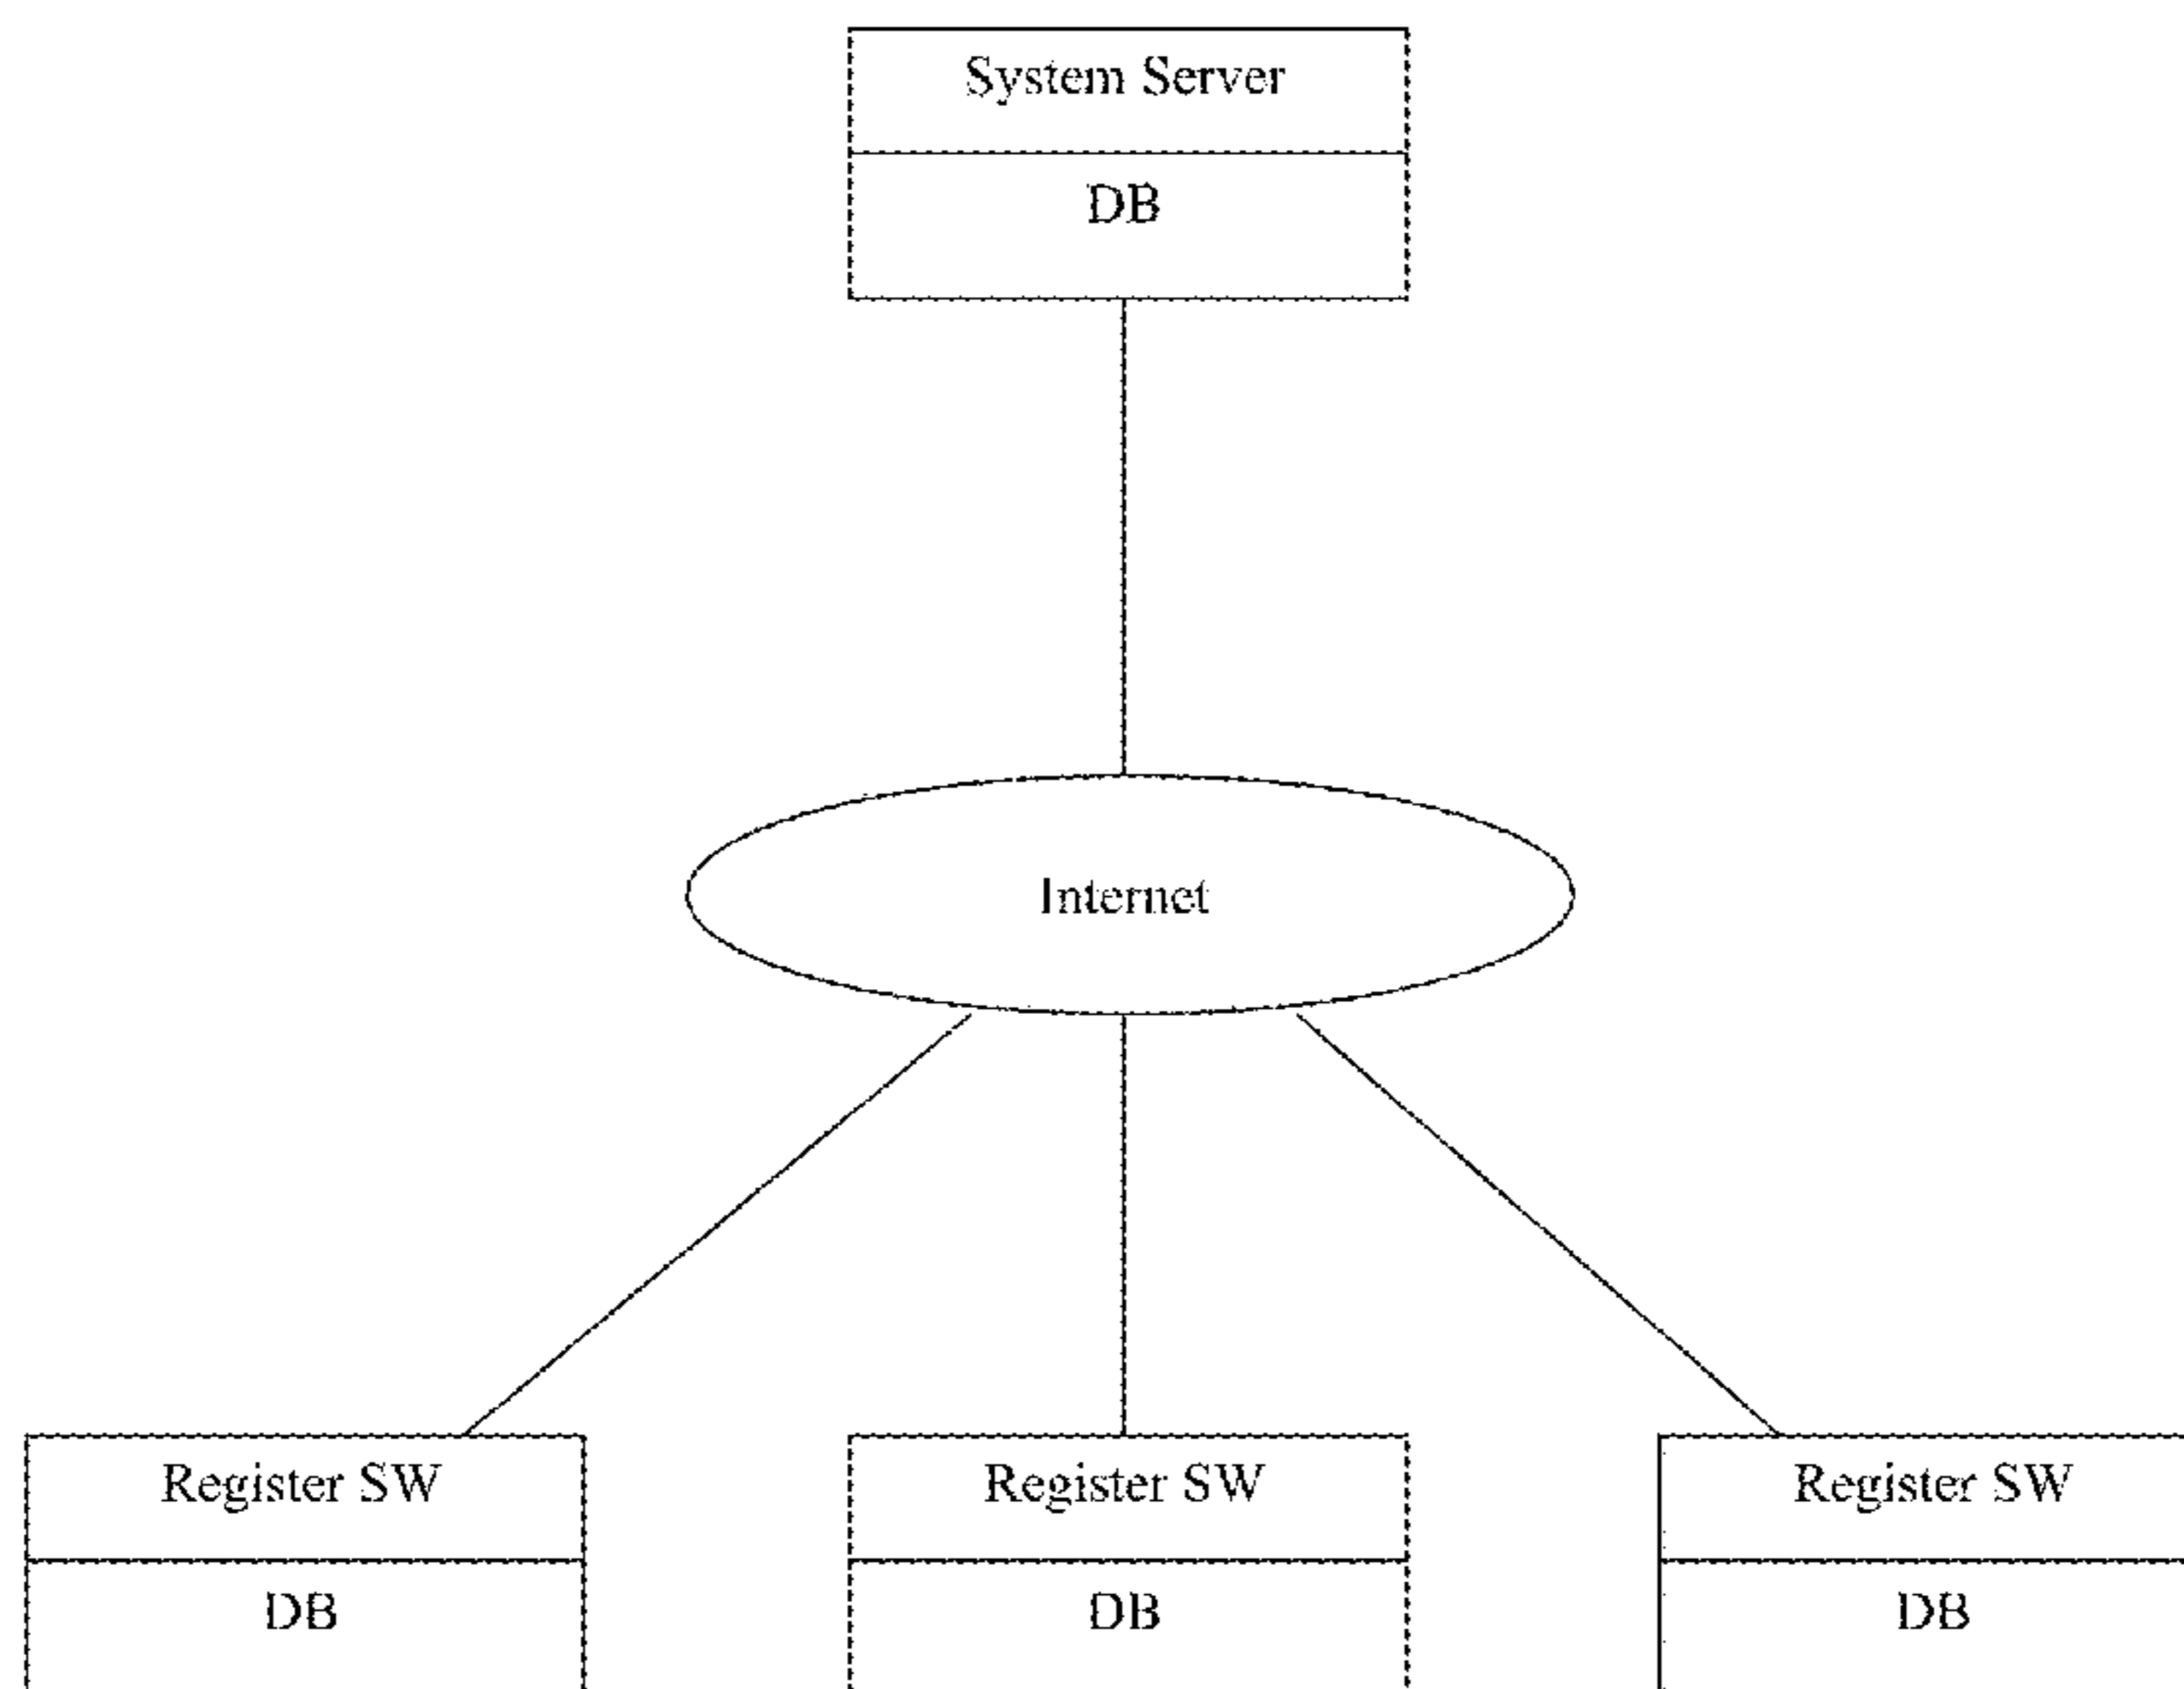 System Server
DB
Internet
Register SW
Register SW
Register SW
DB
DB
DB